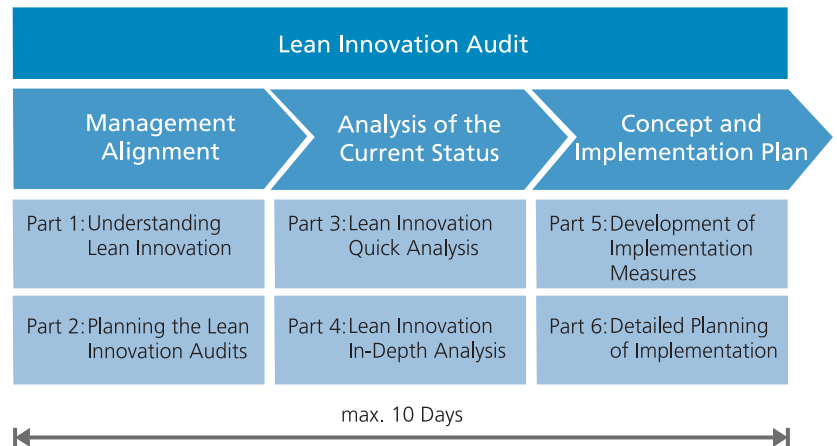 Lean Innovation Audit
Management
Alignment
Analysis of the
Current Status
Concept and
Implementation Plan
Part 1: Understanding
Lean Innovation
Part 3: Lean Innovation
Quick Analysis
Part 5: Development of
Implementation
Measures
Part 2: Planning the Lean
Innovation Audits
Part 4: Lean Innovation
In-Depth Analysis
Part 6: Detailed Planning
of Implementation
max. 10 Days